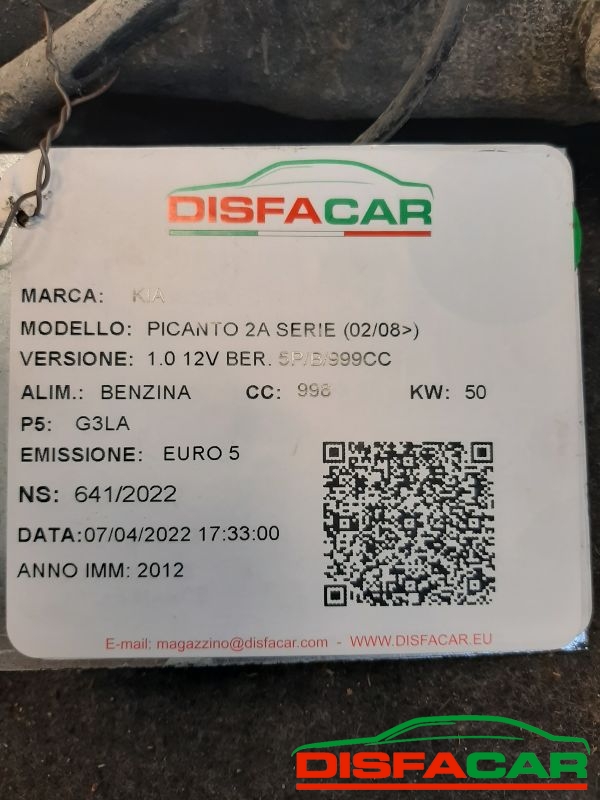 DISFACAR
MARCA: KIA
MODELLO: PICANTO 2A SERIE (02/08>)
VERSIONE: 1.0 12V BER. 5P/B/999CC
ALIM.: BENZINA CC: 998 KW: 50
P5: G3LA
EMISSIONE: EURO 5
NS: 641/2022
DATA:07/04/2022 17:33:00
ANNO IMM: 2012
E-mail: magazzino@disfacar.com - WWW.DISFACAR.EU
DISFACAR